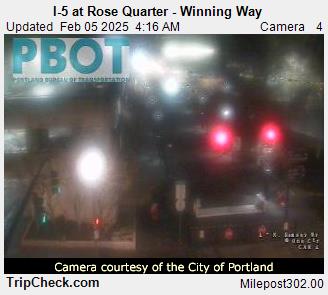 I-5 at Rose Quarter - Winning Way
Updated Feb 05 2025 4:16 AM Camera 4
PBOT
PORTLAND BUREAU OF TRANSPORTATION
Camera courtesy of the City of Portland
TripCheck.com Milepost302.00